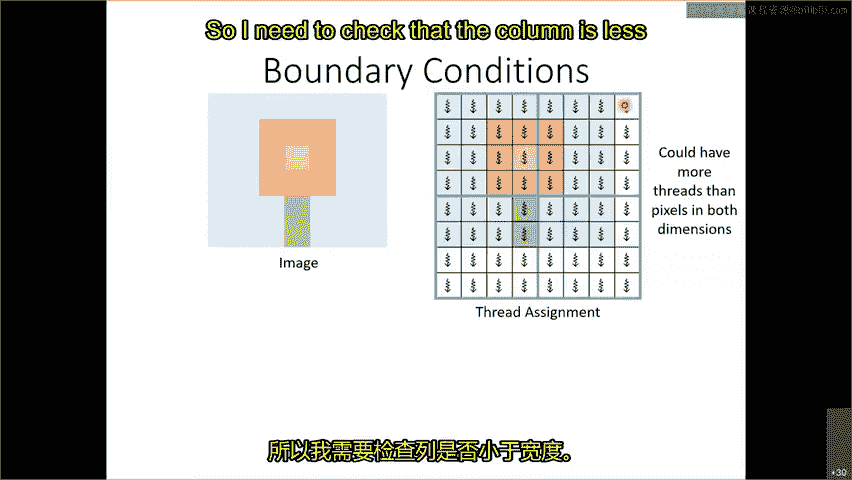 So I need to check that the column is less
Boundary Conditions
Could have
more
threads than
pixels in both
dimensions
Image
Thread Assignment
所以我需要检查列是否小于宽度。
+30